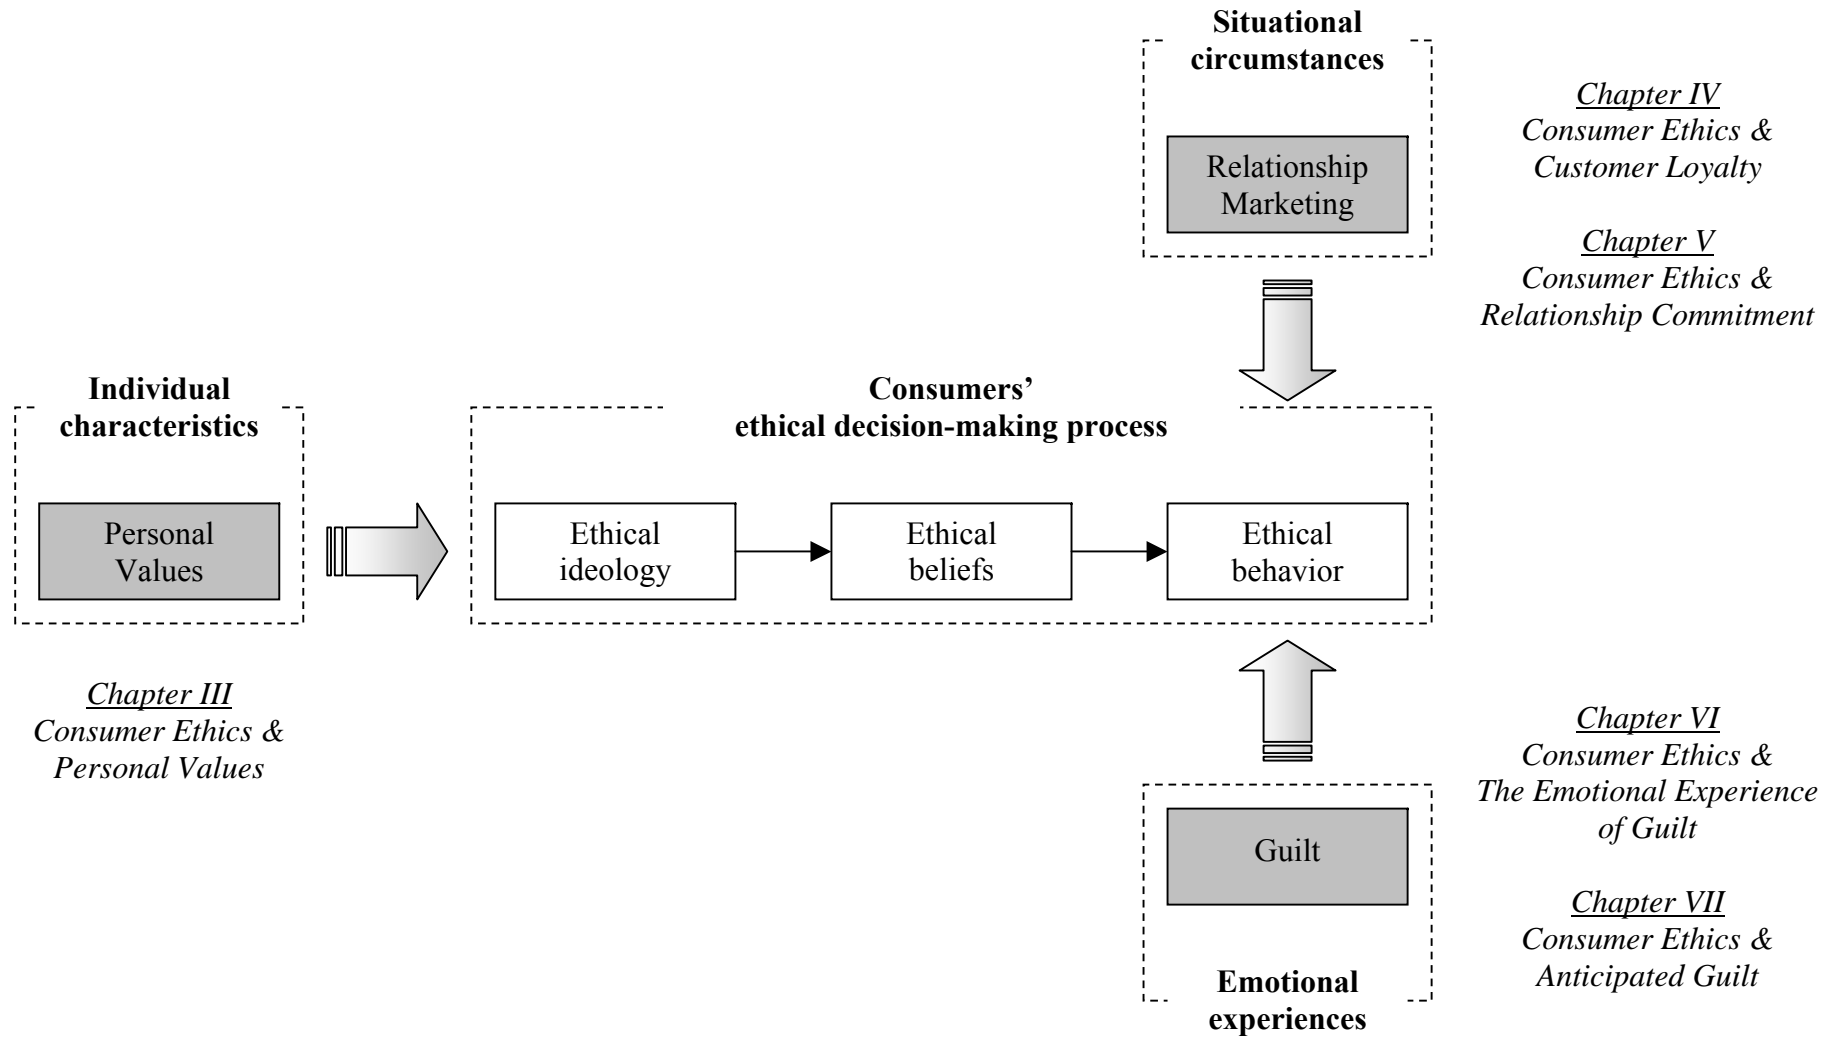 Situational
circumstances
Relationship
Marketing
Chapter IV
Consumer Ethics &
Customer Loyalty
Chapter V
Consumer Ethics &
Relationship Commitment
Individual
characteristics
Personal
Values
Chapter III
Consumer Ethics &
Personal Values
Consumers’
ethical decision-making process
Ethical
ideology
Ethical
beliefs
Ethical
behavior
Guilt
Emotional
experiences
Chapter VI
Consumer Ethics &
The Emotional Experience
of Guilt
Chapter VII
Consumer Ethics &
Anticipated Guilt